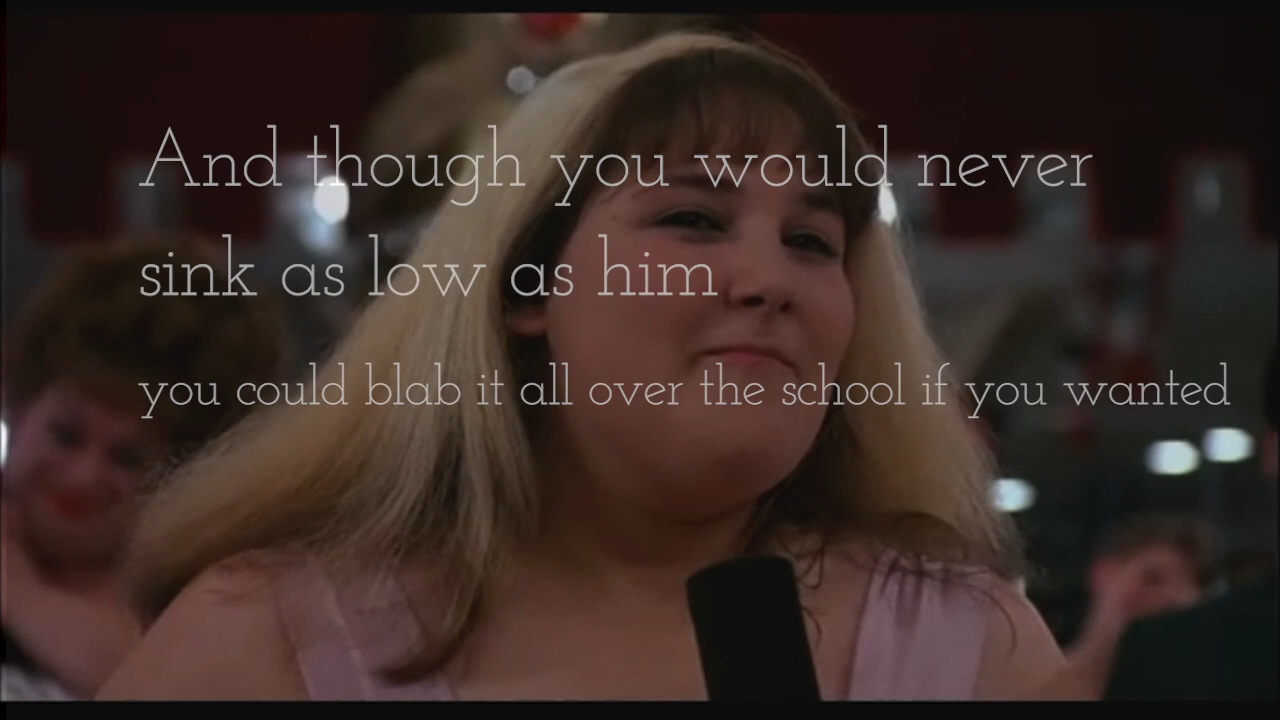 And though you would never
sink as low as him
you could blab it all over the school if you wanted